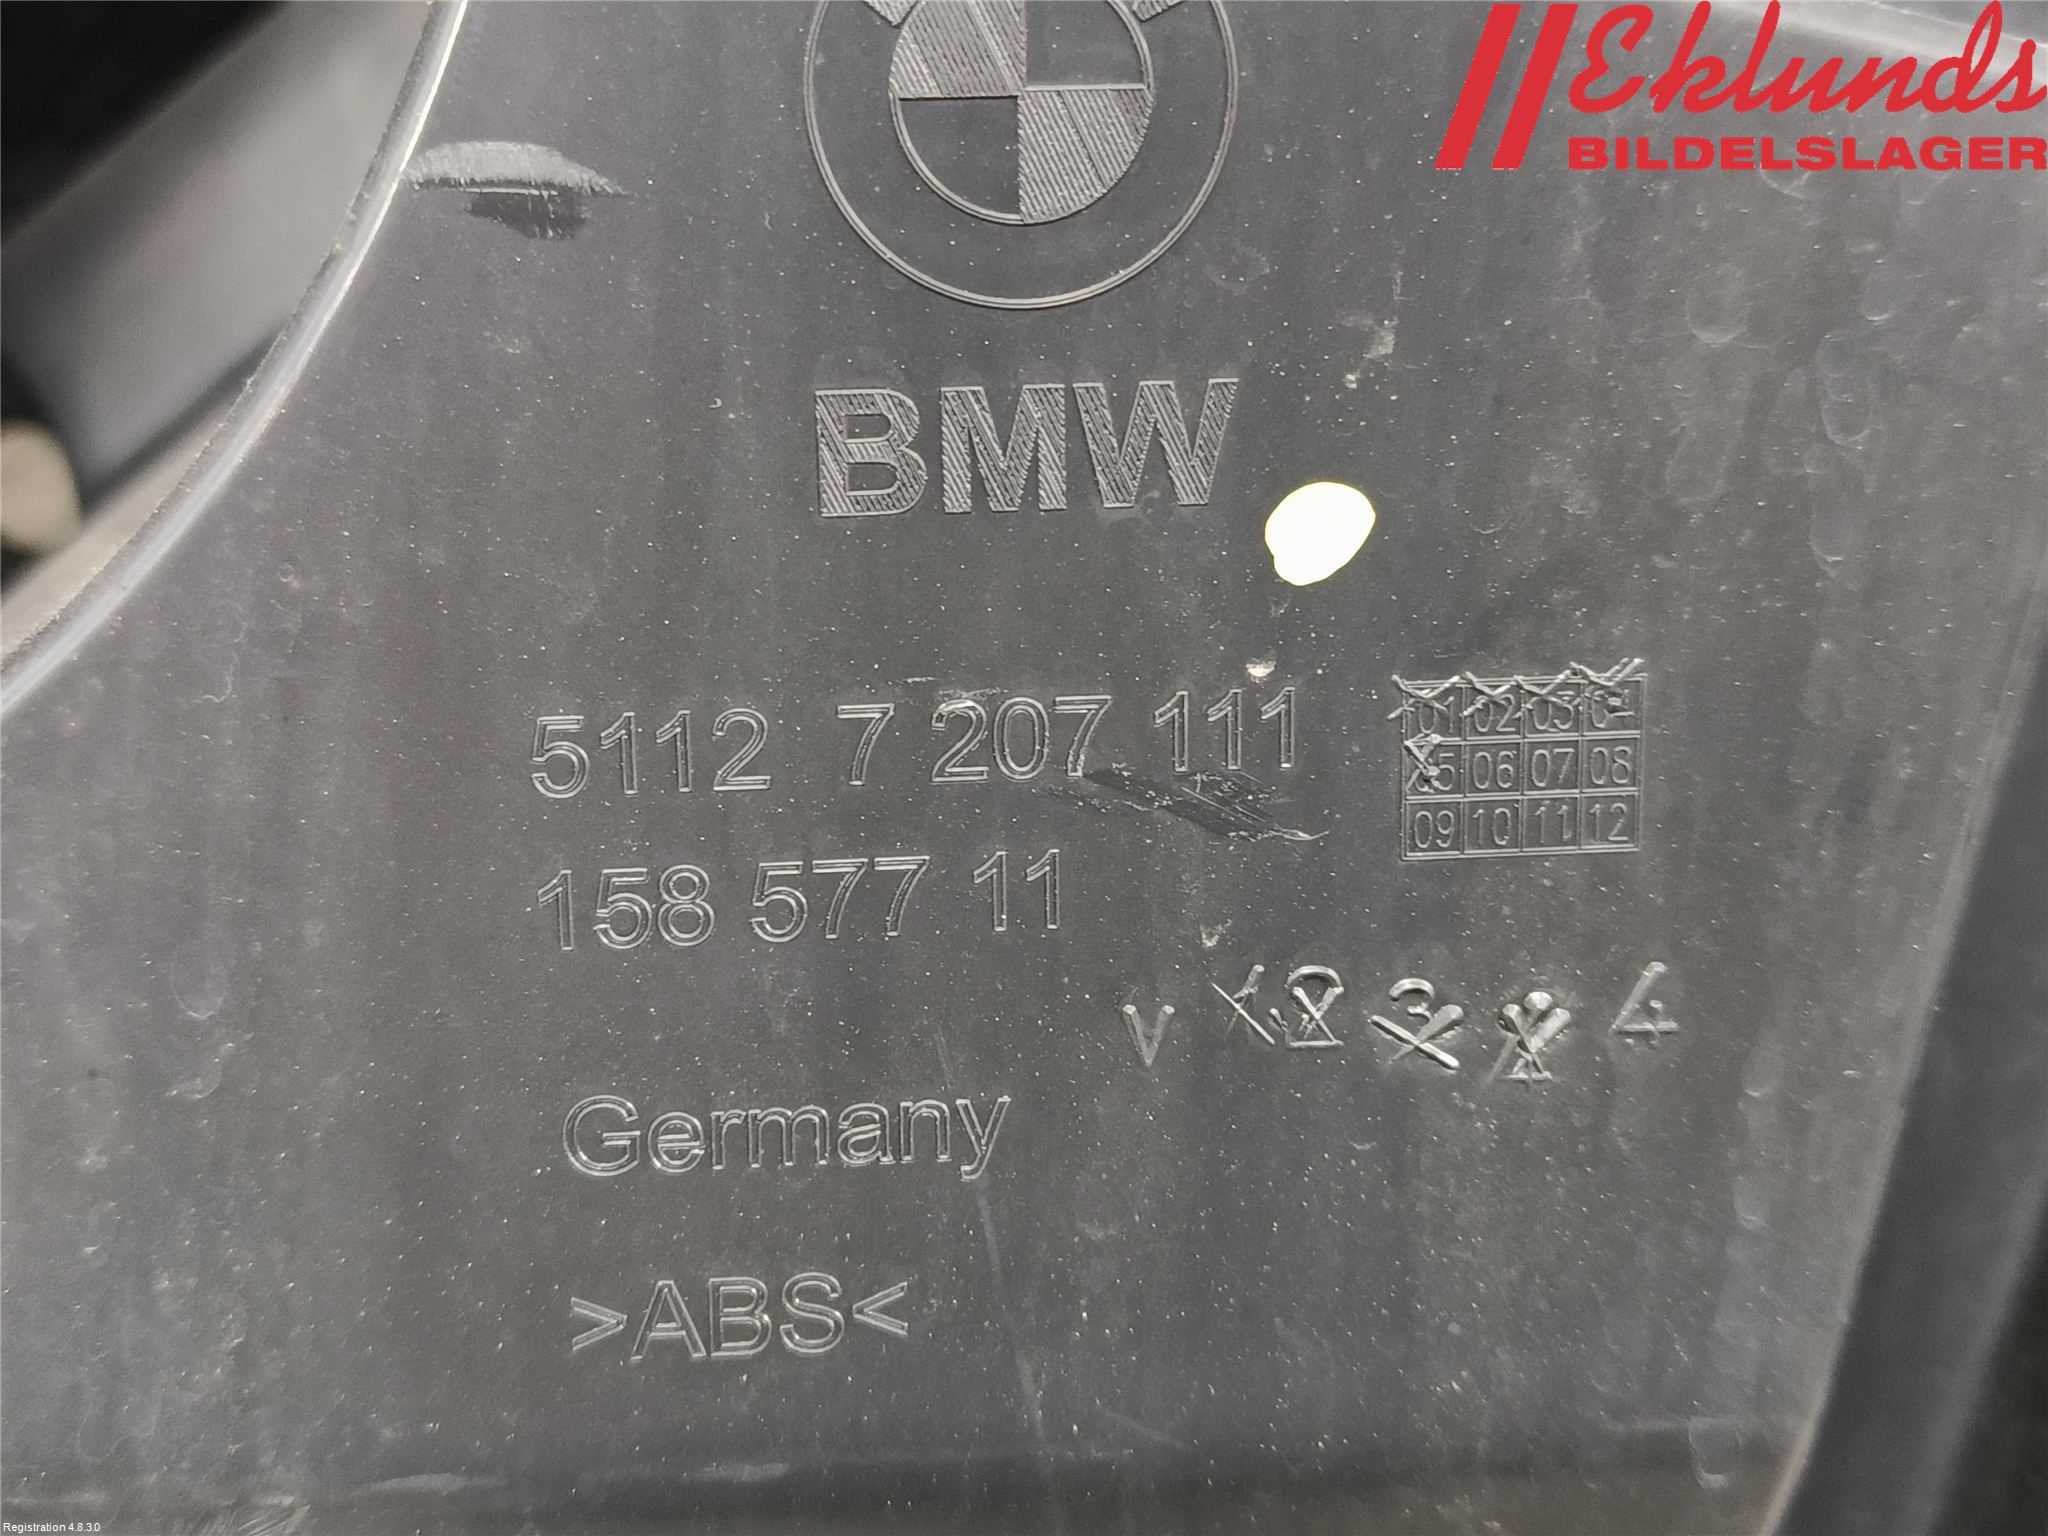 Eklunds
BILDELSLAGER
BMW
5112 7 207 111
01 02 03 04
05 06 07 08
09 10 11 12
158 577 11
v 1 2 3 4 4
Germany
>ABS<
Registration 4.8.3.0